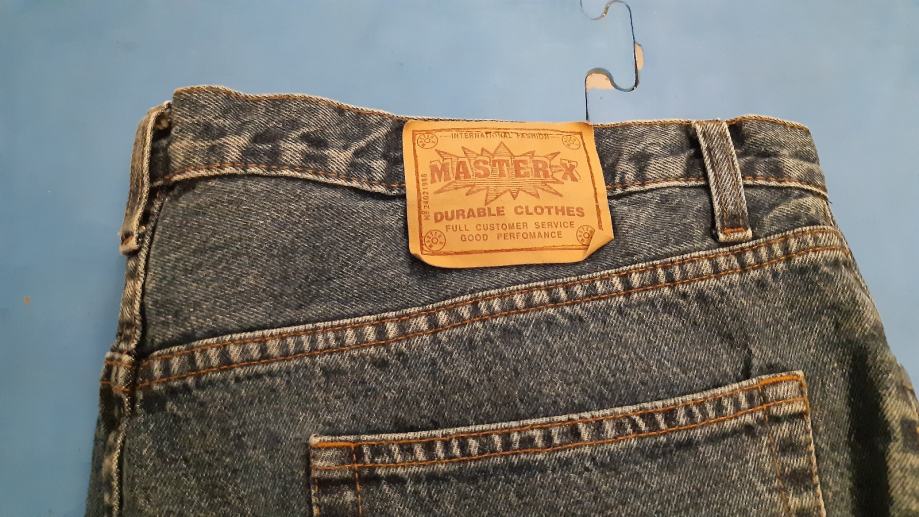 INTERNATIONAL FASHION
MASTER-X
DURABLE CLOTHES
FULL CUSTOMER SERVICE
GOOD PERFOMANCE